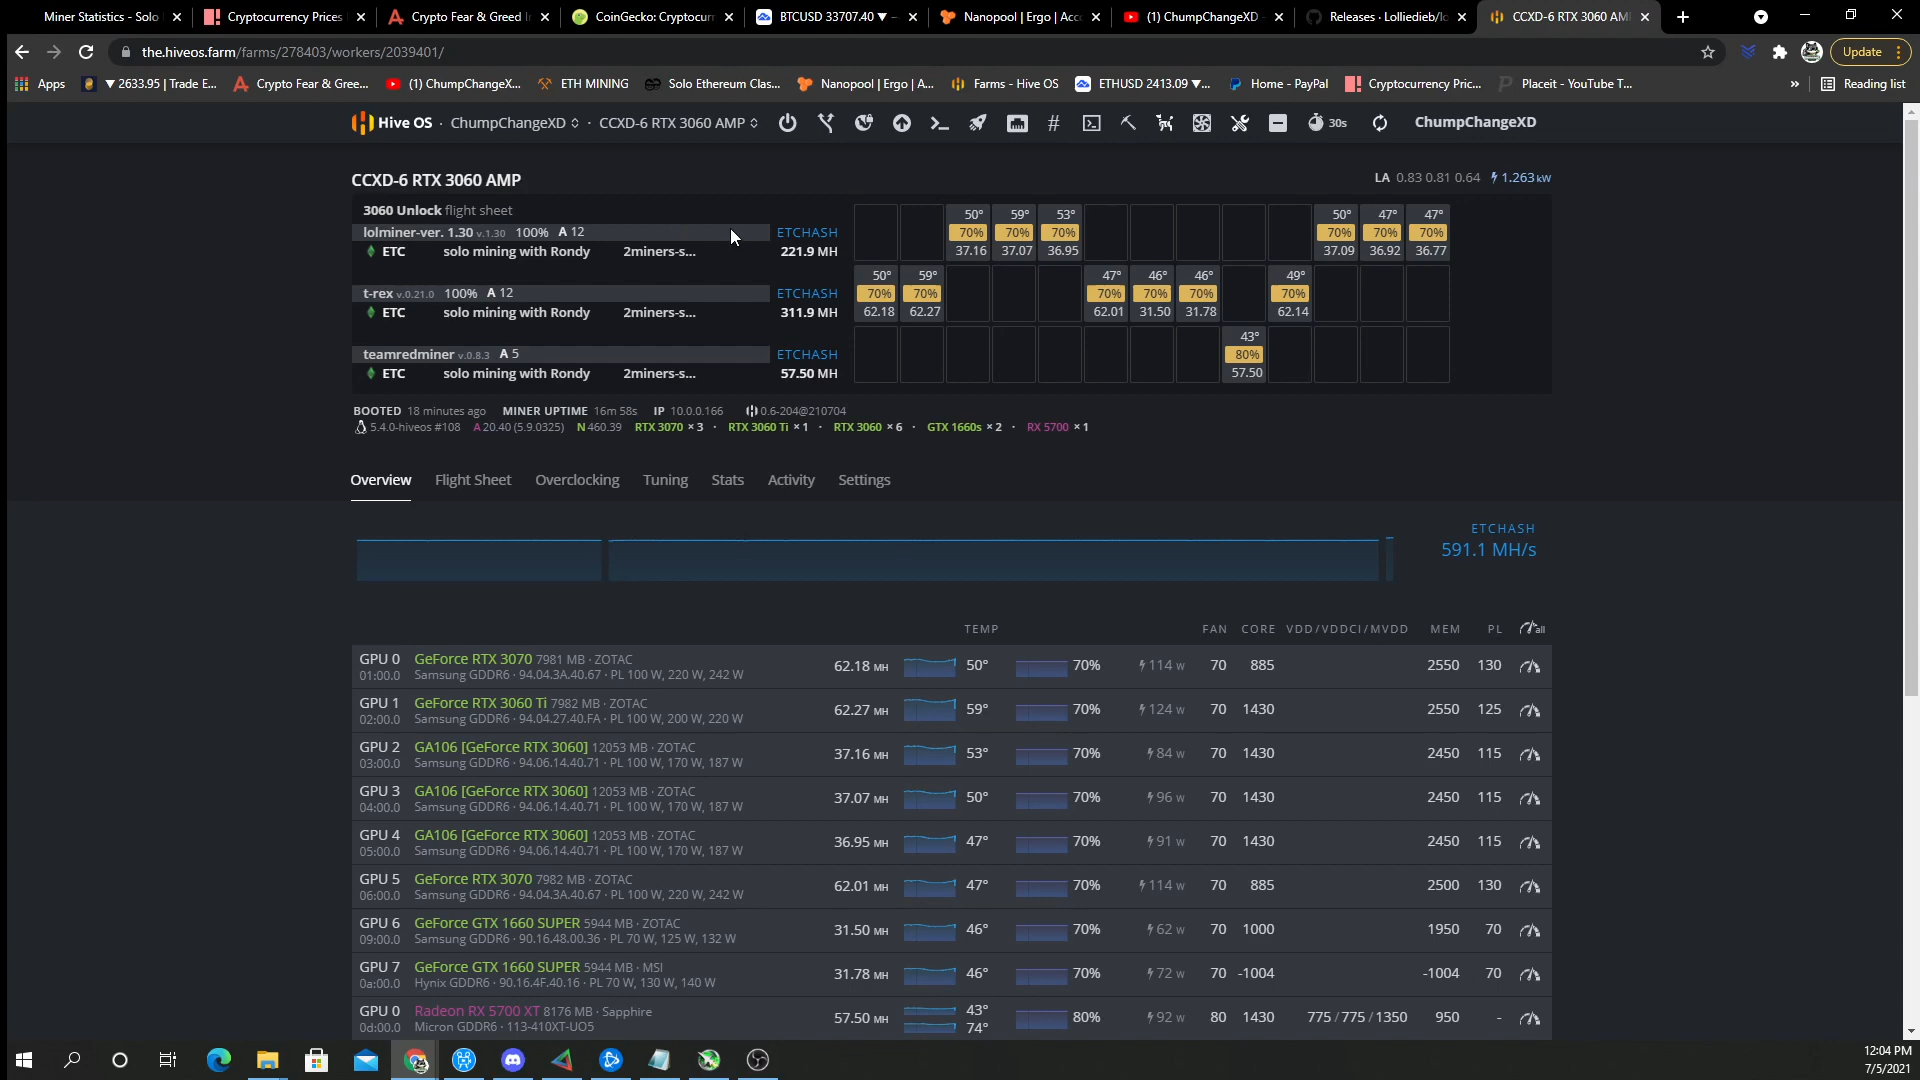 Miner Statistics - Solo
Cryptocurrency Prices
Crypto Fear & Greed In
CoinGecko: Cryptocurr
BTCUSD 33707.40 ▼ −
Nanopool | Ergo | Acc
(1) ChumpChangeXD -
Releases · Lolliedieb/lo
CCXD-6 RTX 3060 AM
the.hiveos.farm/farms/278403/workers/2039401/
Update
Apps
▼ 2633.95 | Trade E...
Crypto Fear & Gree...
(1) ChumpChangeX...
ETH MINING
Solo Ethereum Clas...
Nanopool | Ergo | A...
Farms - Hive OS
ETHUSD 2413.09 ▼...
Home - PayPal
Cryptocurrency Pric...
Placeit - YouTube T...
»
Reading list
Hive OS · ChumpChangeXD · CCXD-6 RTX 3060 AMP
30s
ChumpChangeXD
CCXD-6 RTX 3060 AMP
LA 0.83 0.81 0.64 1.263 kW
3060 Unlock flight sheet
lolminer-ver. 1.30 v.1.30 100% A 12 ETCHASH
ETC solo mining with Rondy 2miners-s... 221.9 MH
50° 59° 53° 50° 47° 47°
70% 70% 70% 70% 70% 70%
37.16 37.07 36.95 37.09 36.92 36.77
t-rex v.0.21.0 100% A 12 ETCHASH
ETC solo mining with Rondy 2miners-s... 311.9 MH
50° 59° 47° 46° 46° 49°
70% 70% 70% 70% 70% 70%
62.18 62.27 62.01 31.50 31.78 62.14
teamredminer v.0.8.3 A 5 ETCHASH
ETC solo mining with Rondy 2miners-s... 57.50 MH
43°
80%
57.50
BOOTED 18 minutes ago MINER UPTIME 16m 58s IP 10.0.0.166 0.6-204@210704
5.4.0-hiveos #108 A 20.40 (5.9.0325) N 460.39 RTX 3070 ×3 · RTX 3060 Ti ×1 · RTX 3060 ×6 · GTX 1660s ×2 · RX 5700 ×1
Overview
Flight Sheet
Overclocking
Tuning
Stats
Activity
Settings
ETCHASH
591.1 MH/s
TEMP FAN CORE VDD/VDDCI/MVDD MEM PL all
GPU 0 GeForce RTX 3070 7981 MB · ZOTAC 62.18 MH 50° 70% 114 W 70 885 2550 130
01:00.0 Samsung GDDR6 · 94.04.3A.40.67 · PL 100 W, 220 W, 242 W
GPU 1 GeForce RTX 3060 Ti 7982 MB · ZOTAC 62.27 MH 59° 70% 124 W 70 1430 2550 125
02:00.0 Samsung GDDR6 · 94.04.27.40.FA · PL 100 W, 200 W, 220 W
GPU 2 GA106 [GeForce RTX 3060] 12053 MB · ZOTAC 37.16 MH 53° 70% 84 W 70 1430 2450 115
03:00.0 Samsung GDDR6 · 94.06.14.40.71 · PL 100 W, 170 W, 187 W
GPU 3 GA106 [GeForce RTX 3060] 12053 MB · ZOTAC 37.07 MH 50° 70% 96 W 70 1430 2450 115
04:00.0 Samsung GDDR6 · 94.06.14.40.71 · PL 100 W, 170 W, 187 W
GPU 4 GA106 [GeForce RTX 3060] 12053 MB · ZOTAC 36.95 MH 47° 70% 91 W 70 1430 2450 115
05:00.0 Samsung GDDR6 · 94.06.14.40.71 · PL 100 W, 170 W, 187 W
GPU 5 GeForce RTX 3070 7982 MB · ZOTAC 62.01 MH 47° 70% 114 W 70 885 2500 130
06:00.0 Samsung GDDR6 · 94.04.3A.40.67 · PL 100 W, 220 W, 242 W
GPU 6 GeForce GTX 1660 SUPER 5944 MB · ZOTAC 31.50 MH 46° 70% 62 W 70 1000 1950 70
09:00.0 Samsung GDDR6 · 90.16.48.00.36 · PL 70 W, 125 W, 132 W
GPU 7 GeForce GTX 1660 SUPER 5944 MB · MSI 31.78 MH 46° 70% 72 W 70 -1004 -1004 70
0a:00.0 Hynix GDDR6 · 90.16.4F.40.16 · PL 70 W, 130 W, 140 W
GPU 0 Radeon RX 5700 XT 8176 MB · Sapphire 57.50 MH 43° 80% 92 W 80 1430 775/775/1350 950 -
0d:00.0 Micron GDDR6 · 113-410XT-UO5 74°
12:04 PM
7/5/2021